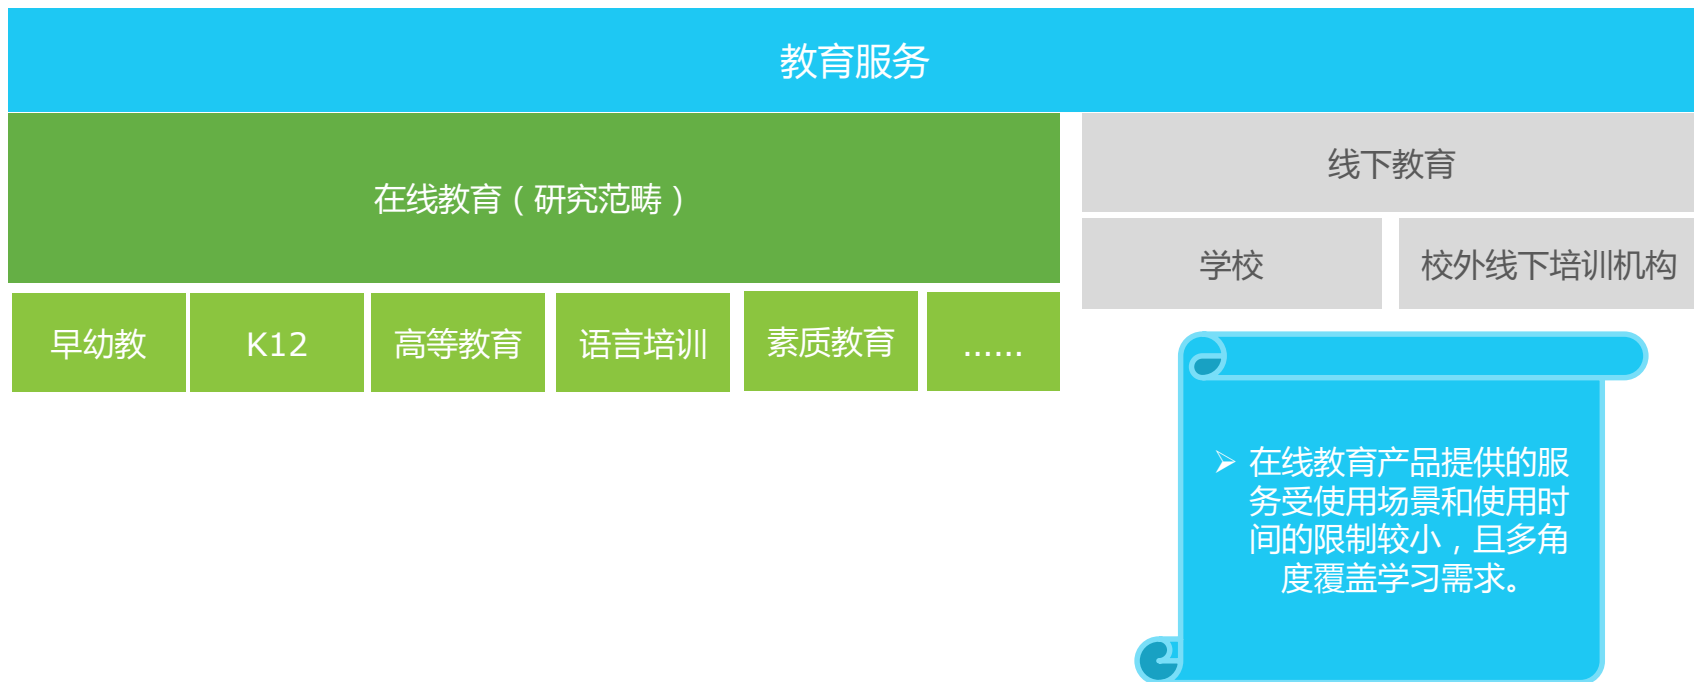 教育服务
在线教育（研究范畴）
线下教育
学校
校外线下培训机构
早幼教
K12
高等教育
语言培训
素质教育
......
➢ 在线教育产品提供的服
务受使用场景和使用时
间的限制较小，且多角
度覆盖学习需求。